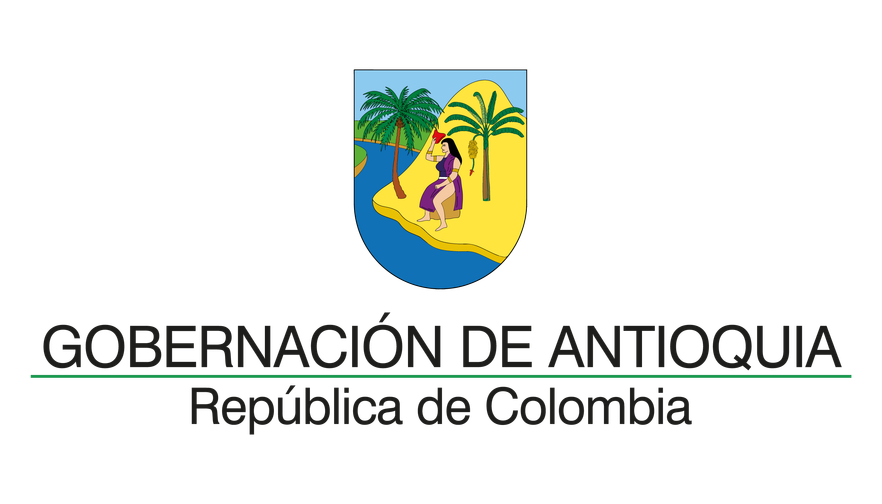 GOBERNACIÓN DE ANTIOQUIA
República de Colombia